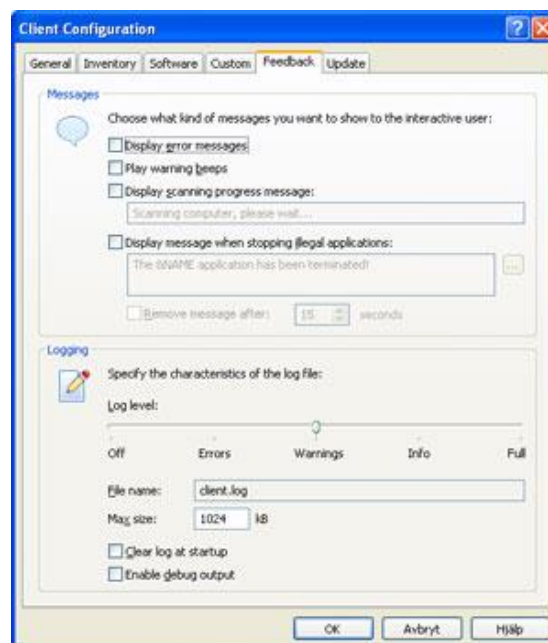 Client Configuration
General Inventory Software Custom Feedback Update
Messages
Choose what kind of messages you want to show to the interactive user:
Display error messages
Play warning beeps
Display scanning progress message:
Scanning computer, please wait...
Display message when stopping illegal applications:
The %NAME application has been terminated!
...
Remove message after: 15 seconds
Logging
Specify the characteristics of the log file:
Log level:
Off Errors Warnings Info Full
File name: client.log
Max size: 1024 kB
Clear log at startup
Enable debug output
OK Avbryt Hjälp